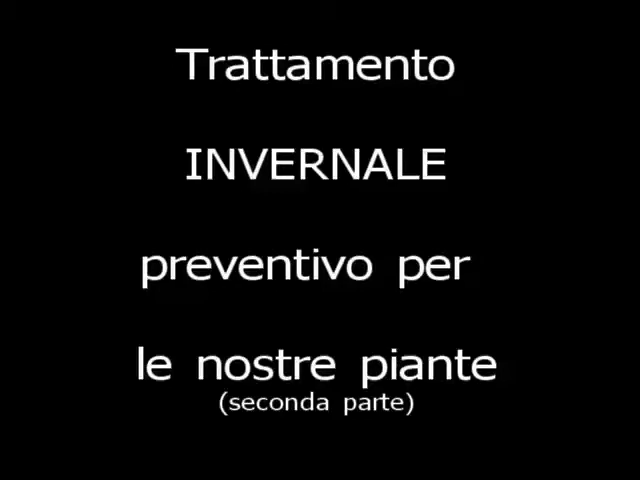 Trattamento
INVERNALE
preventivo per
le nostre piante
(seconda parte)